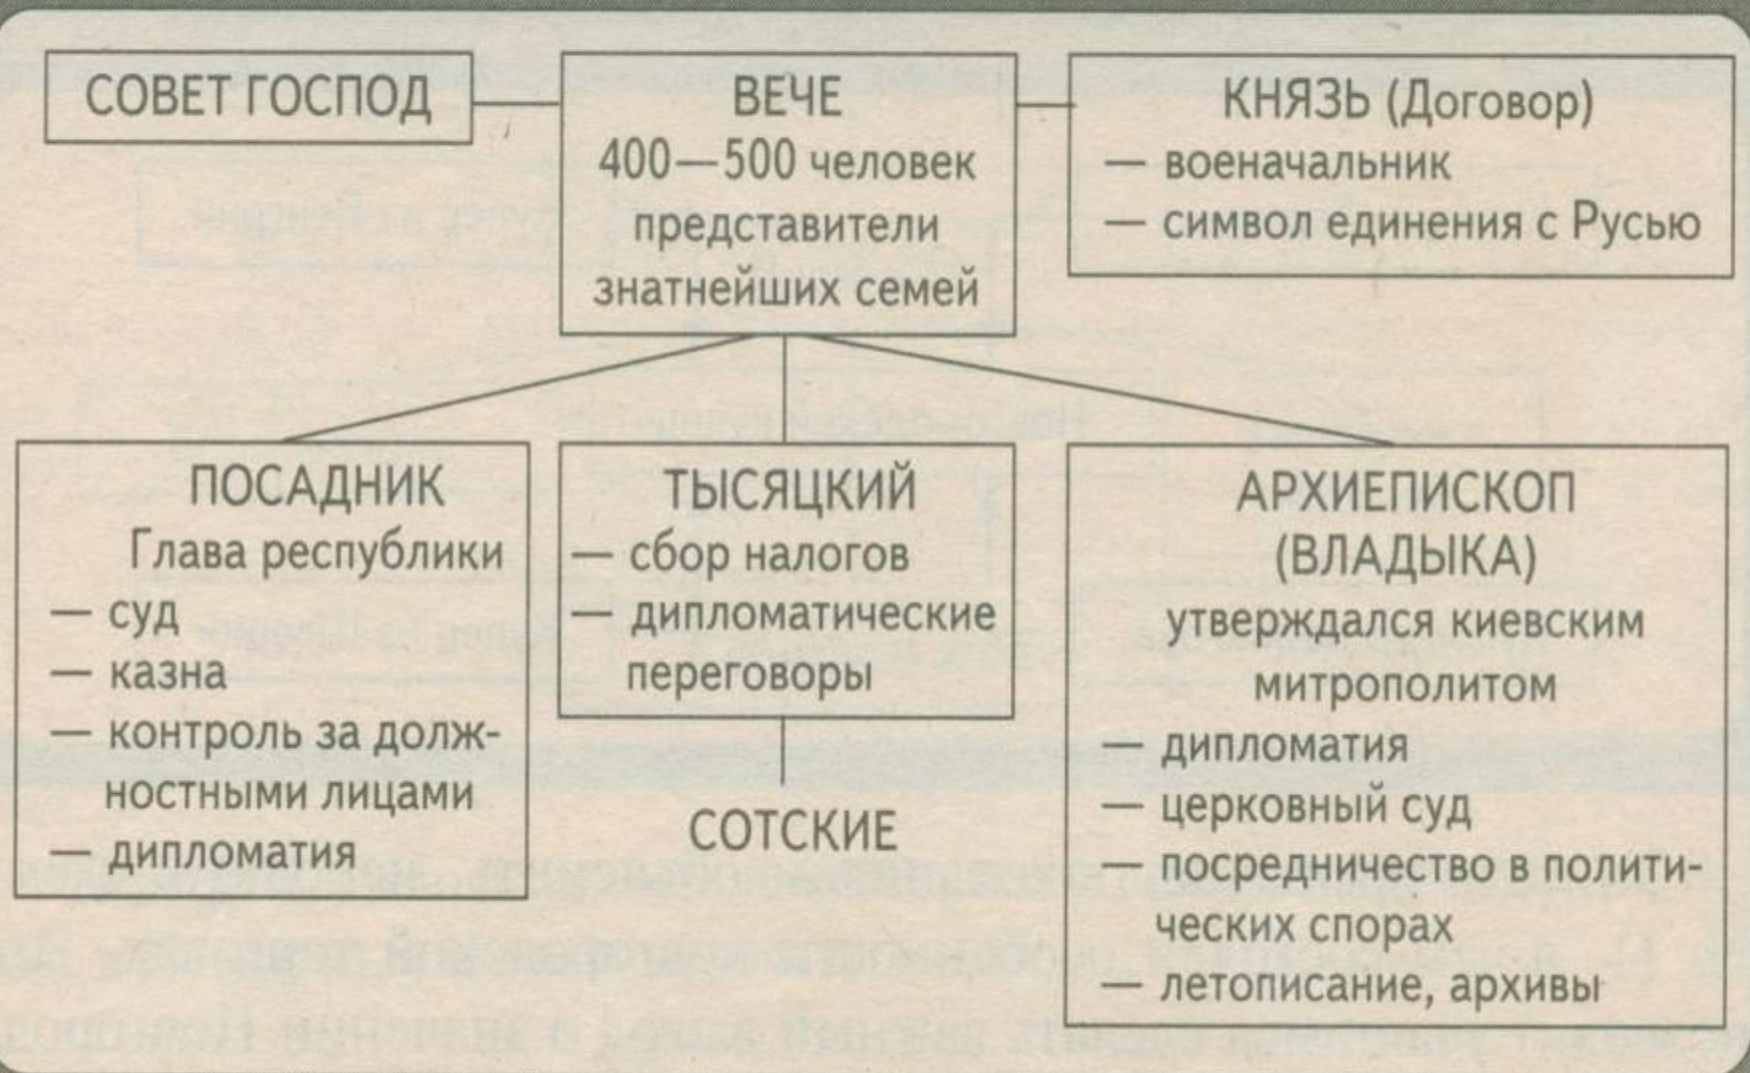 СОВЕТ ГОСПОД
ВЕЧЕ
400—500 человек
представители
знатнейших семей
КНЯЗЬ (Договор)
— военачальник
— символ единения с Русью
ПОСАДНИК
Глава республики
— суд
— казна
— контроль за долж-
ностными лицами
— дипломатия
ТЫСЯЦКИЙ
— сбор налогов
— дипломатические
переговоры
СОТСКИЕ
АРХИЕПИСКОП
(ВЛАДЫКА)
утверждался киевским
митрополитом
— дипломатия
— церковный суд
— посредничество в полити-
ческих спорах
— летописание, архивы